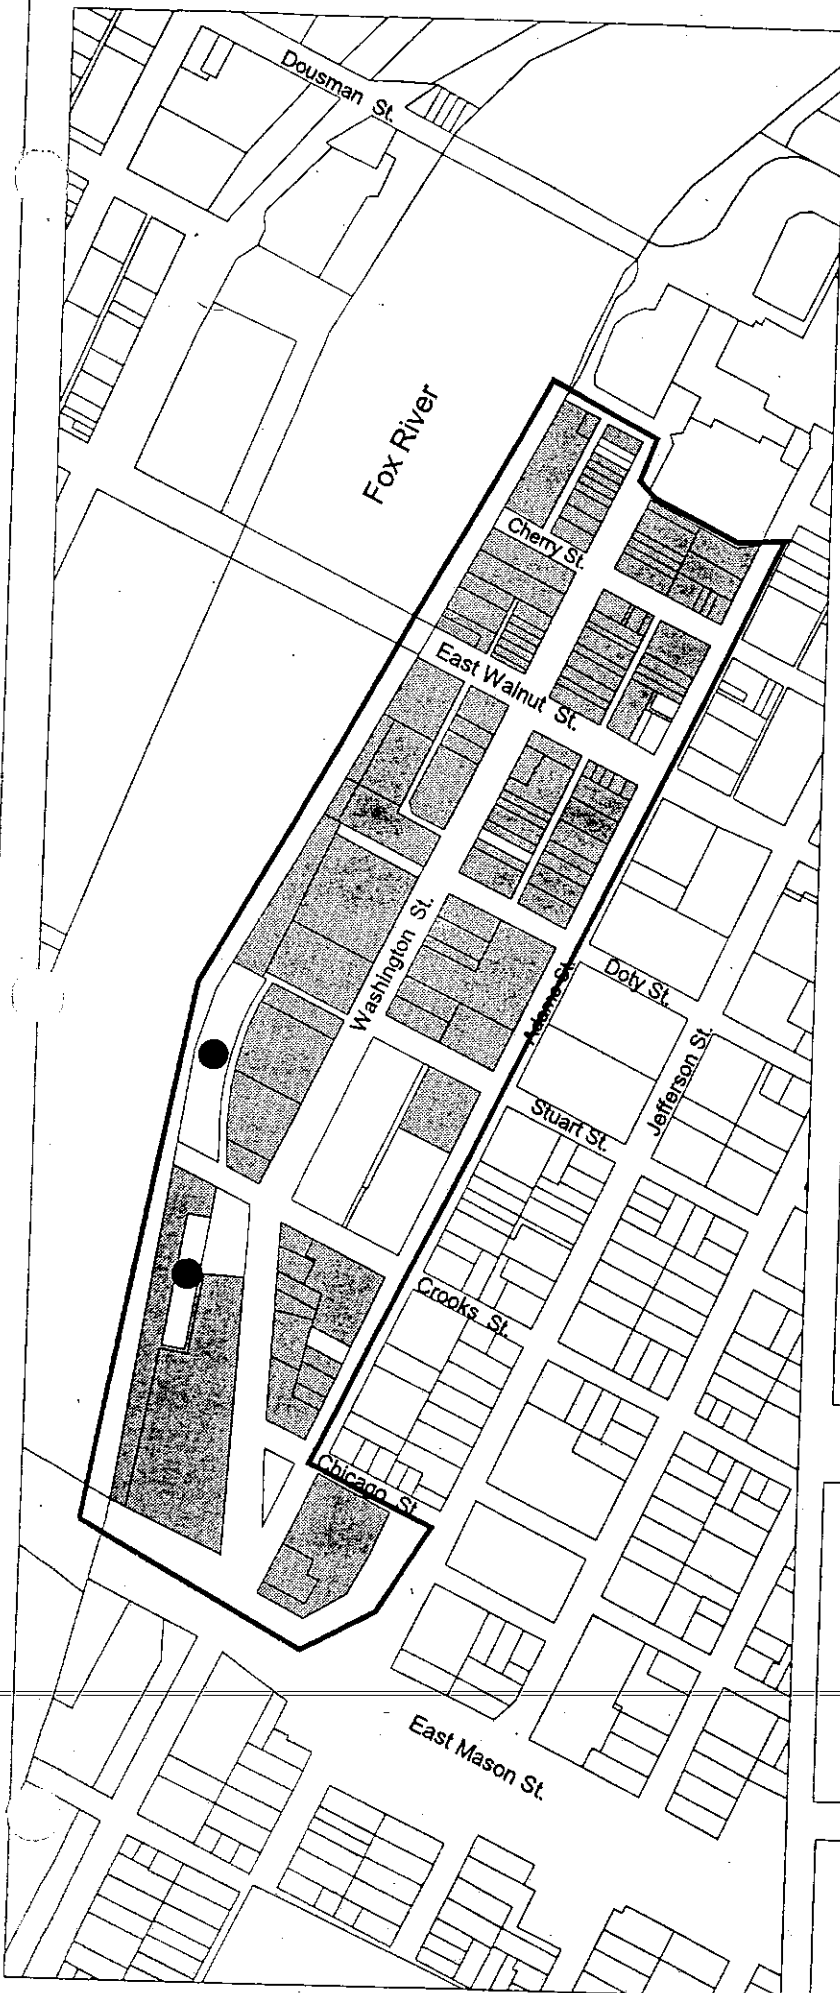 Dousman St.
Fox River
Cherry St.
East Walnut St.
Washington St.
Adams St.
Doty St.
Jefferson St.
Stuart St.
Crooks St.
Chicago St
East Mason St.